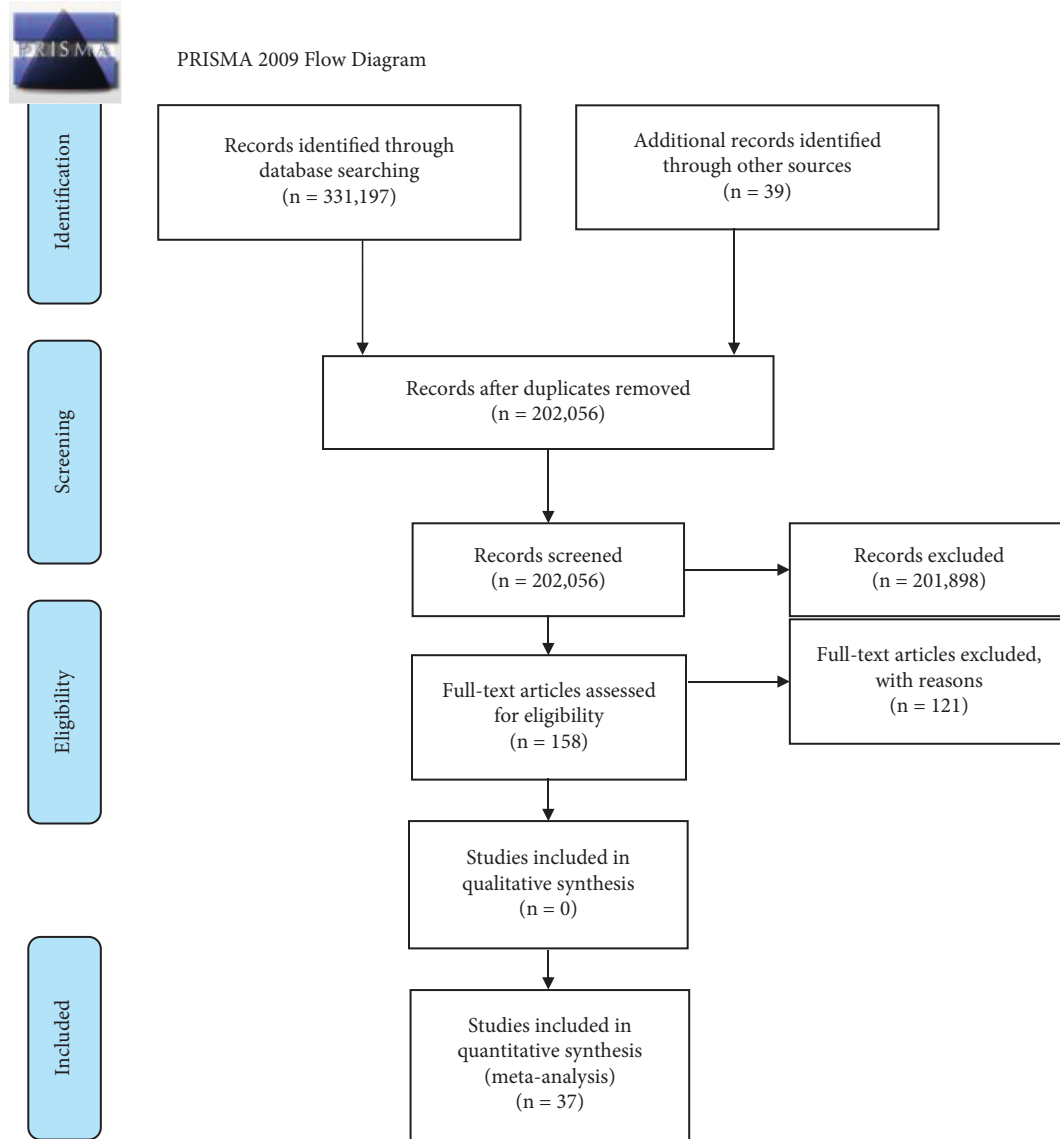 PRISMA
PRISMA 2009 Flow Diagram
Identification
Records identified through
database searching
(n = 331,197)
Additional records identified
through other sources
(n = 39)
Screening
Records after duplicates removed
(n = 202,056)
Records screened
(n = 202,056)
Records excluded
(n = 201,898)
Eligibility
Full-text articles assessed
for eligibility
(n = 158)
Full-text articles excluded,
with reasons
(n = 121)
Studies included in
qualitative synthesis
(n = 0)
Included
Studies included in
quantitative synthesis
(meta-analysis)
(n = 37)